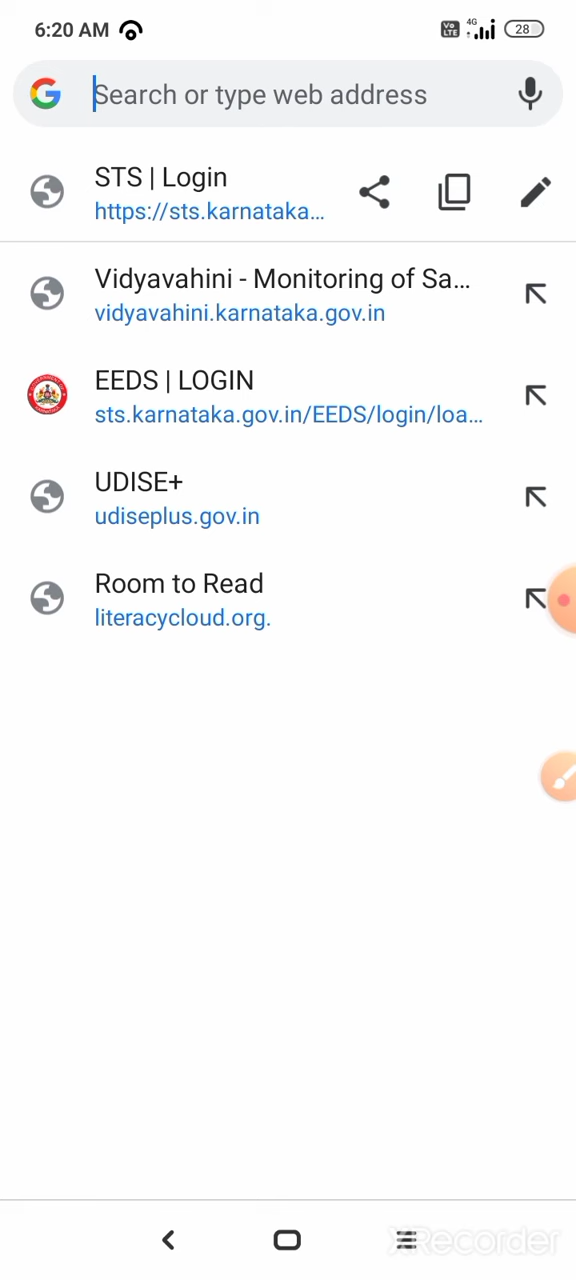 6:20 AM
Vo
LTE
4G
28
Search or type web address
STS | Login
https://sts.karnataka...
Vidyavahini - Monitoring of Sa...
vidyavahini.karnataka.gov.in
EEDS | LOGIN
sts.karnataka.gov.in/EEDS/login/loa...
UDISE+
udiseplus.gov.in
Room to Read
literacycloud.org.
XRecorder